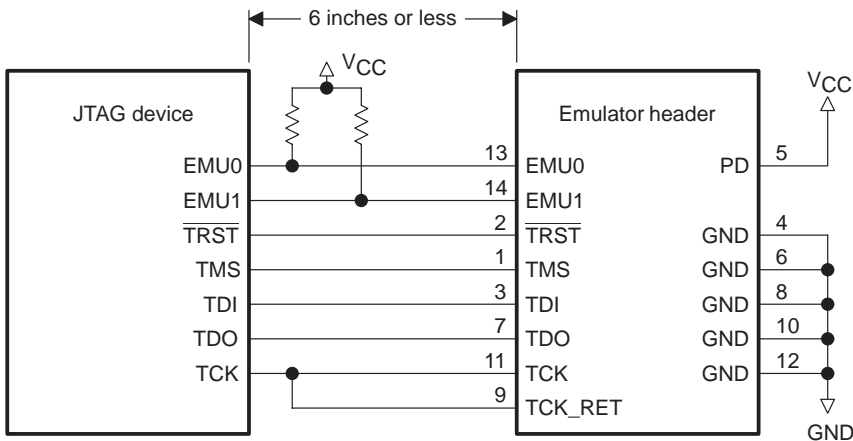 6 inches or less
VCC
VCC
JTAG device
Emulator header
EMU0
13
EMU0
PD
5
EMU1
14
EMU1
TRST
2
TRST
GND
4
TMS
1
TMS
GND
6
TDI
3
TDI
GND
8
TDO
7
TDO
GND
10
TCK
11
TCK
GND
12
9
TCK_RET
GND